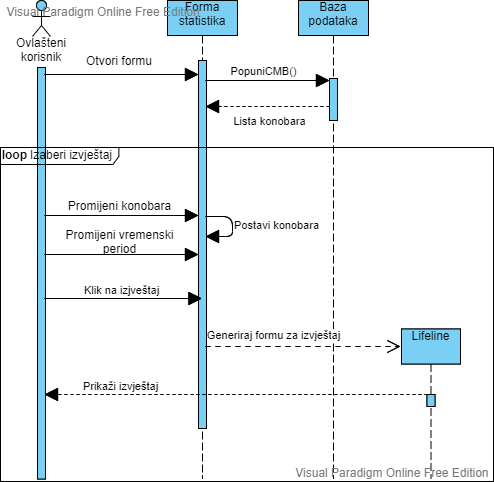 Visual Paradigm Online Free Edition
Ovlašteni
korisnik
Forma
statistika
Baza
podataka
Otvori formu
PopuniCMB()
Lista konobara
loop Izaberi izvještaj
Promijeni konobara
Postavi konobara
Promijeni vremenski
period
Klik na izjveštaj
Generiraj formu za izvještaj
Lifeline
Prikaži izvještaj
Visual Paradigm Online Free Edition